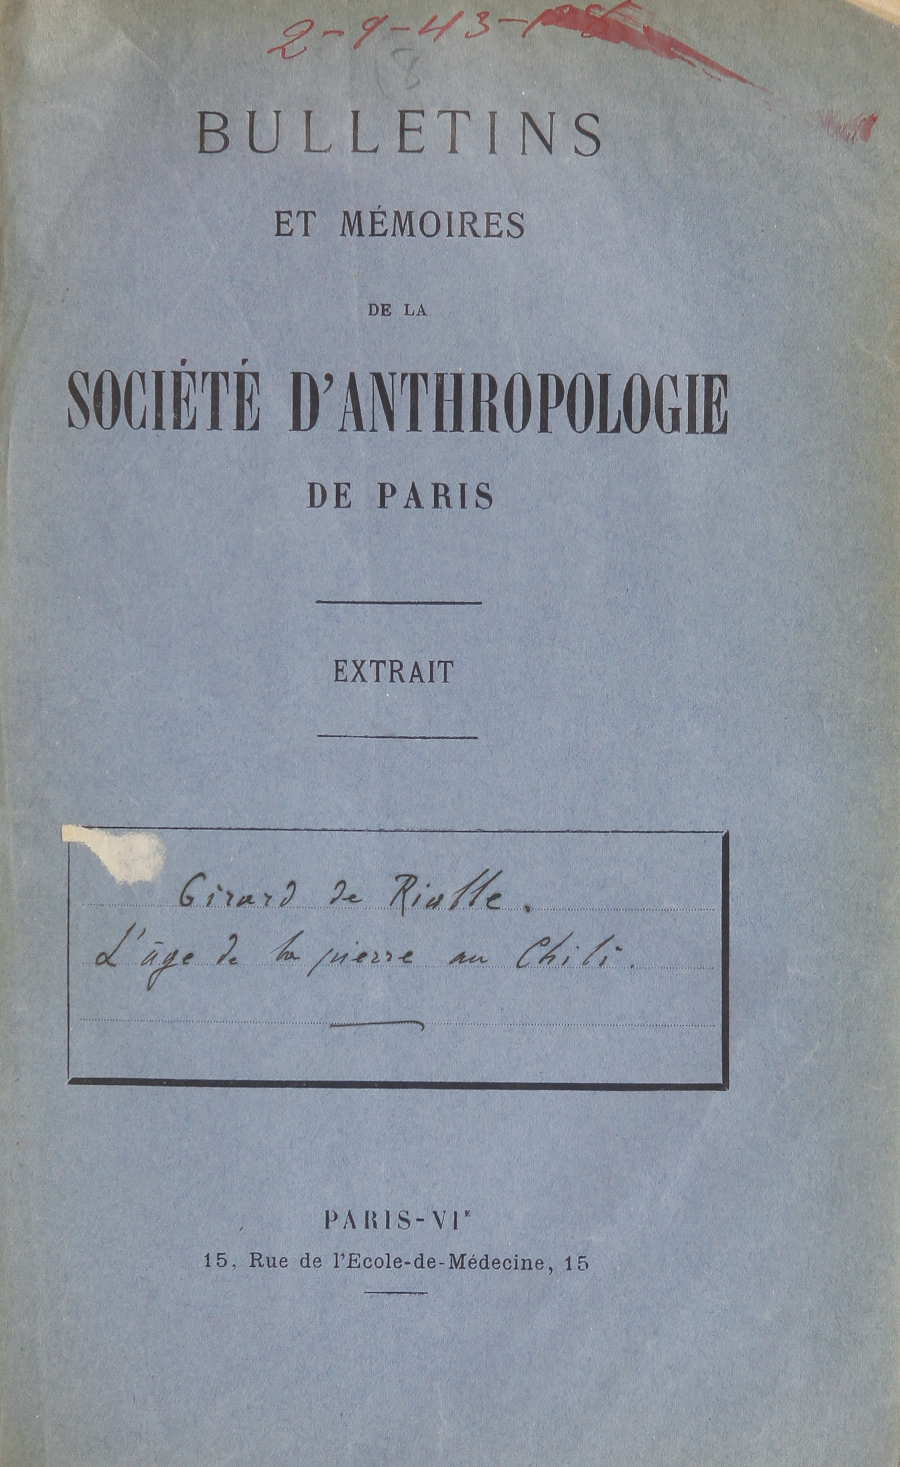 2-9-43-
BULLETINS
ET MÉMOIRES
DE LA
SOCIÉTÉ D'ANTHROPOLOGIE
DE PARIS
EXTRAIT
Girard de Rialle.
L'âge de la pierre au Chili.
PARIS-VIᴱ
15, Rue de l'Ecole-de-Médecine, 15